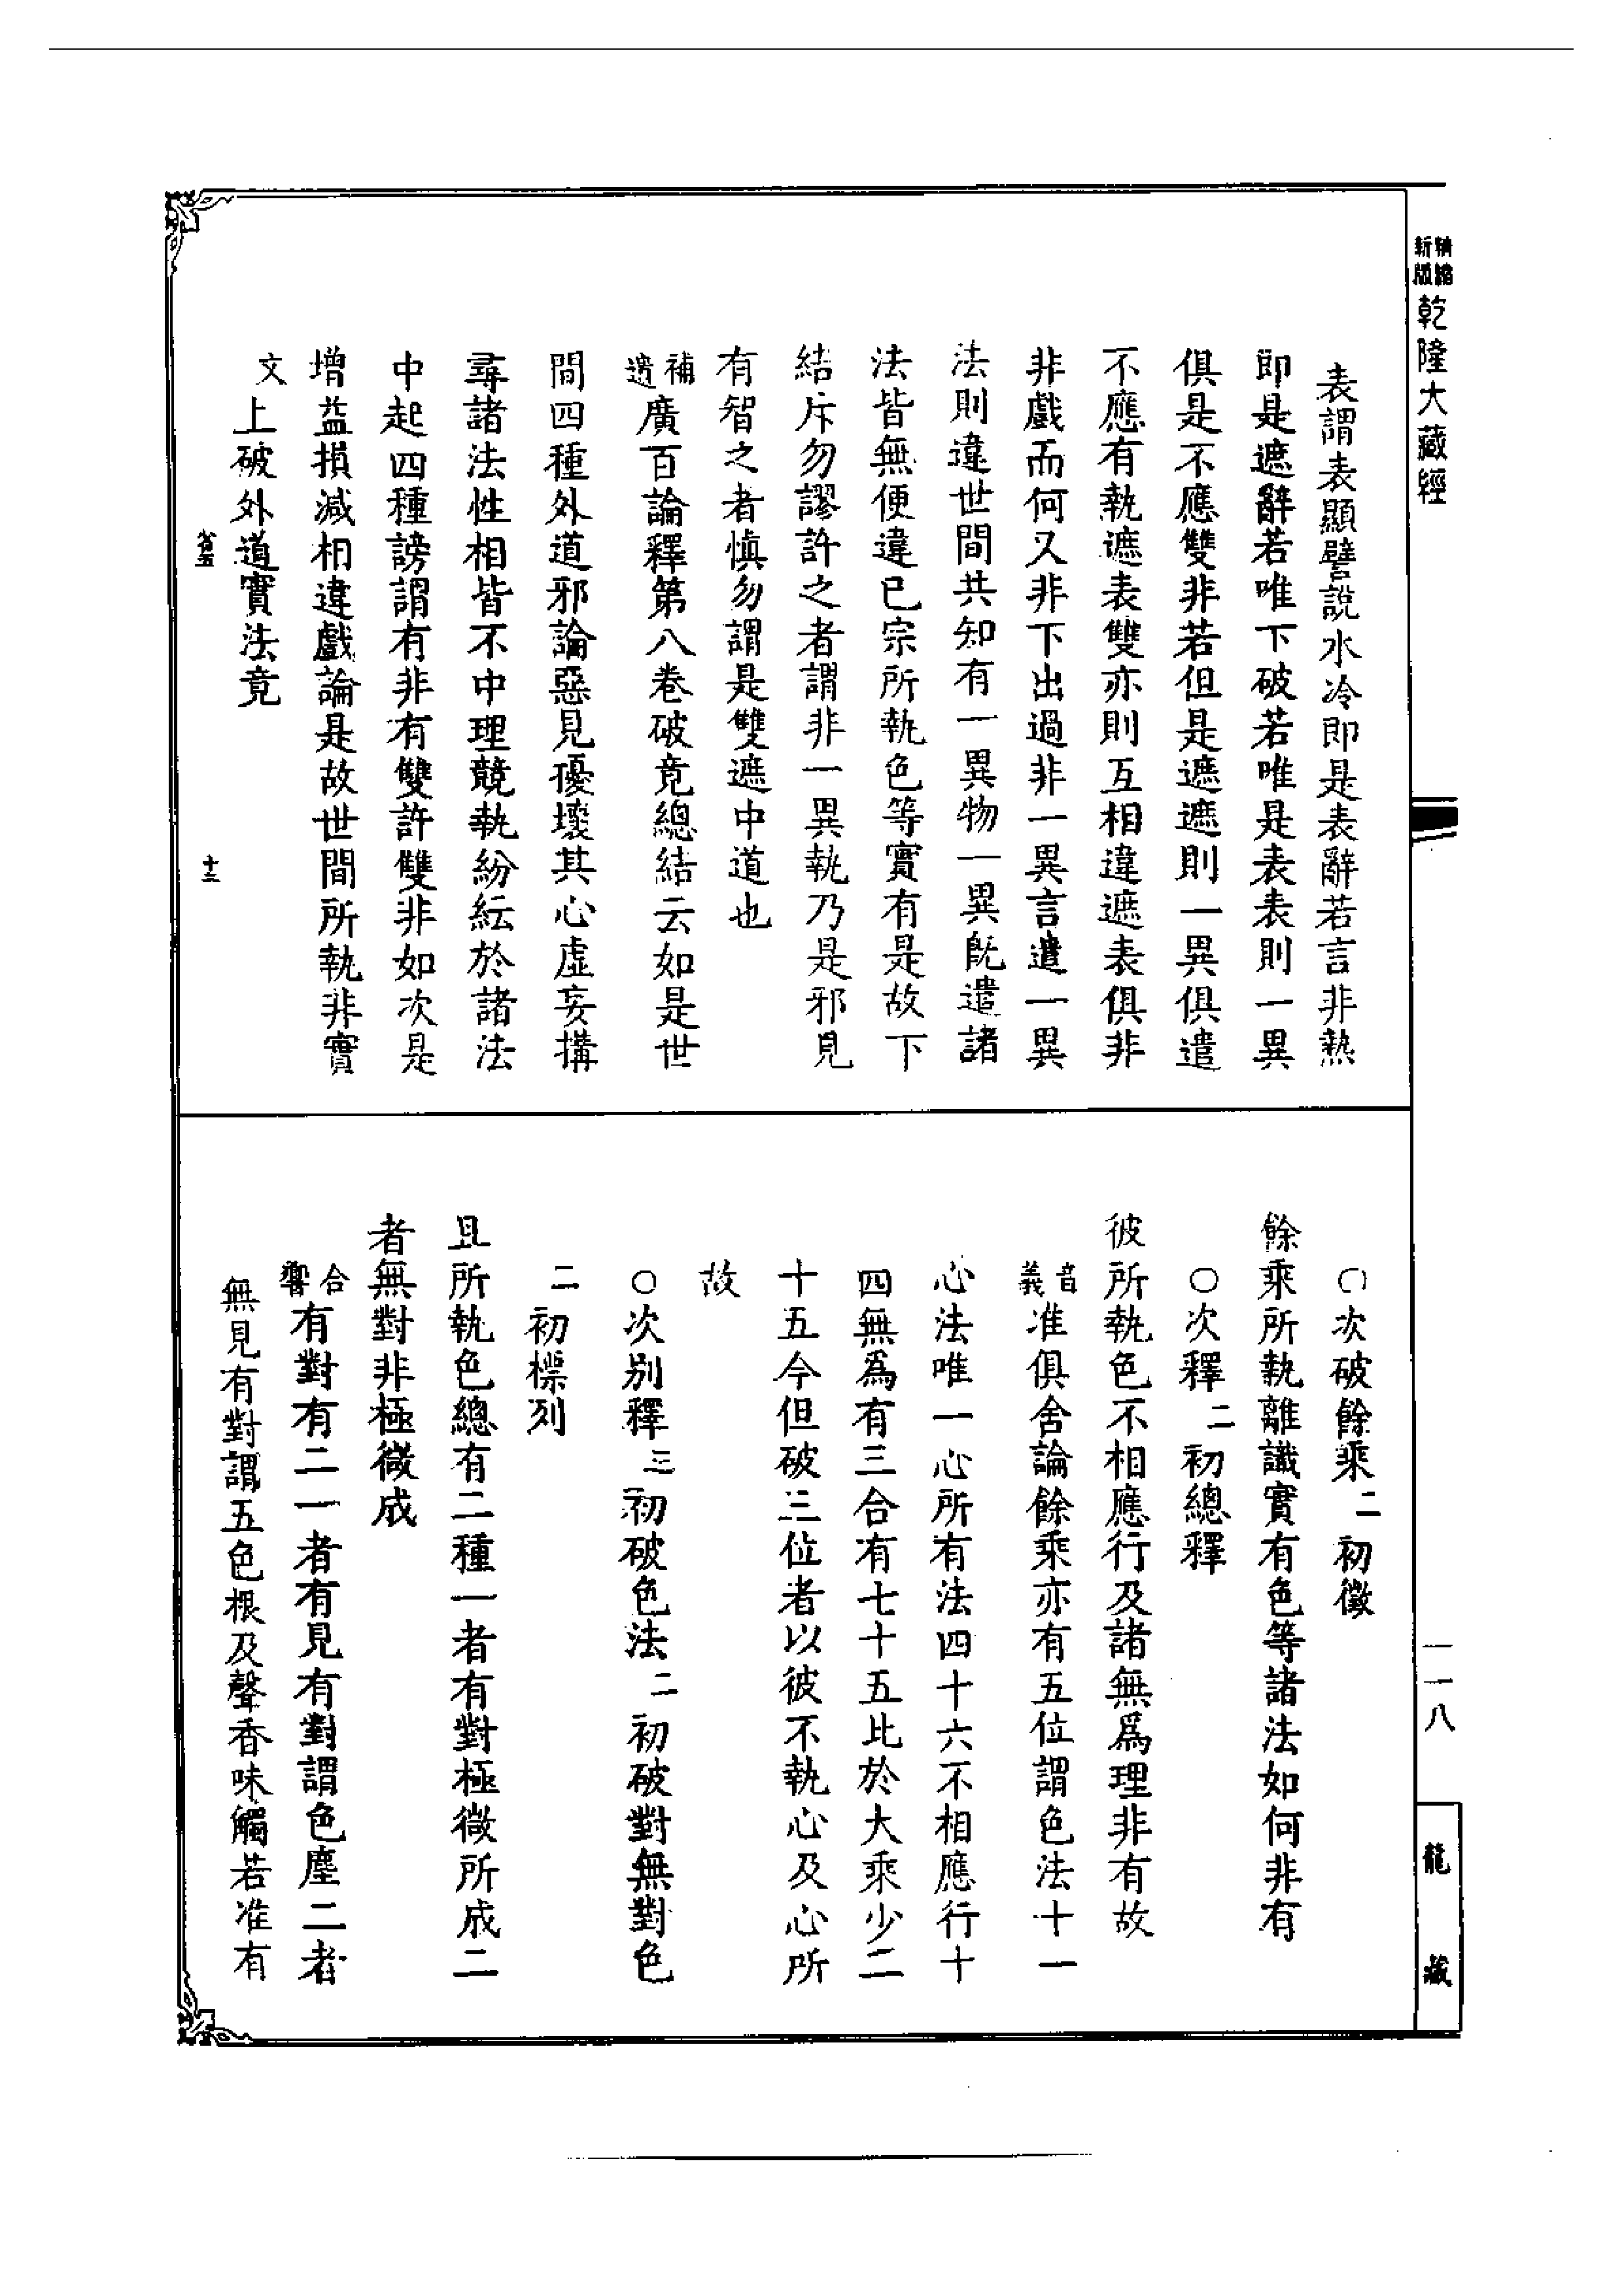 精縮新版
乾隆大藏經
表謂表顯譬說水冷即是表辭若言非熱
即是遮辭若唯下破若唯是表表則一異
俱是不應雙非若但是遮遮則一異俱遣
不應有執遮表雙亦則互相違遮表俱非
非戲而何又非下出過非一異言遣一異
法則違世間共知有一異物一異旣遣諸
法皆無便違已宗所執色等實有是故下
結斥勿謬許之者謂非一異執乃是邪見
有智之者慎勿謂是雙遮中道也
補遺廣百論釋第八卷破竟總結云如是世
間四種外道邪論惡見優壞其心虛妄搆
尋諸法性相皆不中理競執紛紜於諸法
中起四種謗謂有非有雙許雙非如次是
增益損減相違戲論是故世間所執非實
文上破外道實法竟
十三
○次破餘乘二初徵
餘乘所執離識實有色等諸法如何非有
○次釋二初總釋
彼所執色不相應行及諸無爲理非有故
音義准俱舍論餘乘亦有五位謂色法十一
心法唯一心所有法四十六不相應行十
四無爲有三合有七十五比於大乘少二
十五今但破三位者以彼不執心及心所
故
○次別釋三初破色法二初破對無對色
二初標列
且所執色總有二種一者有對極微所成二
者無對非極微成
合響有對有二一者有見有對謂色塵二者
無見有對謂五色根及聲香味觸若准有
一一八
龍藏